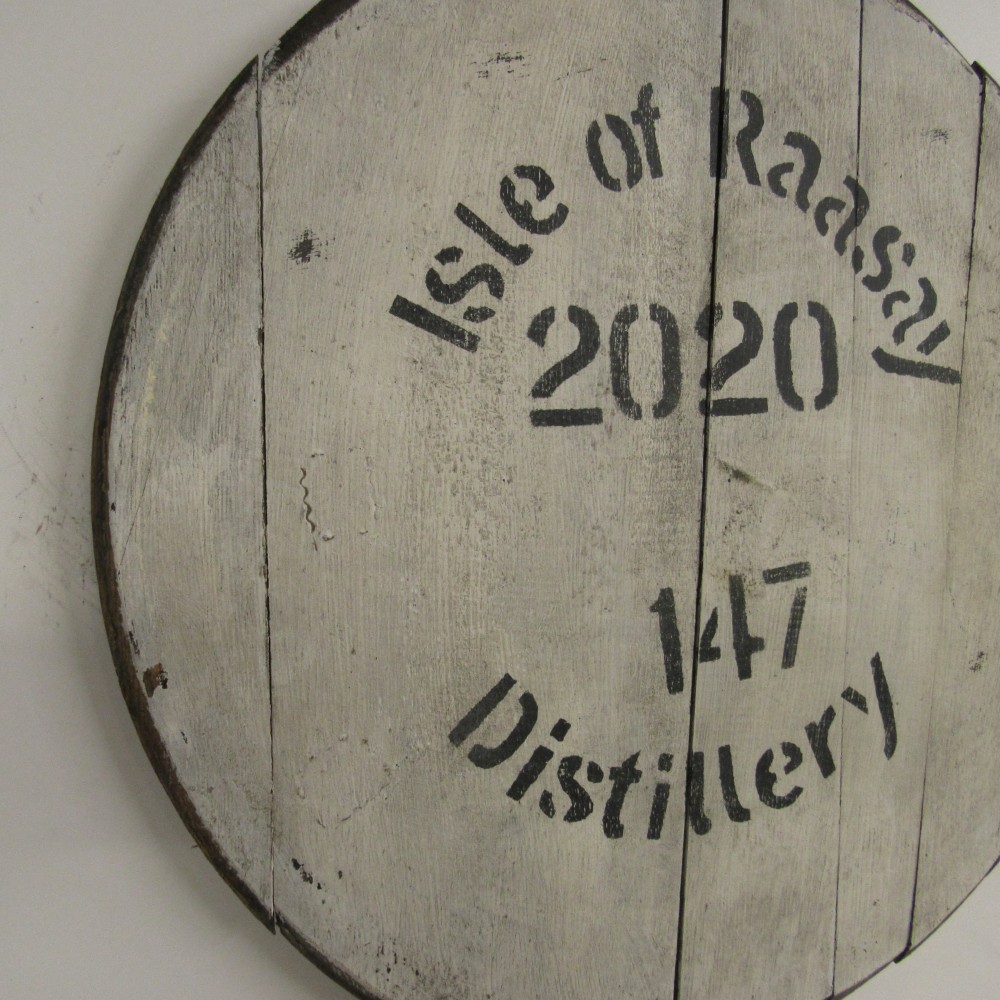 Isle of Raasay
2020
147
Distillery